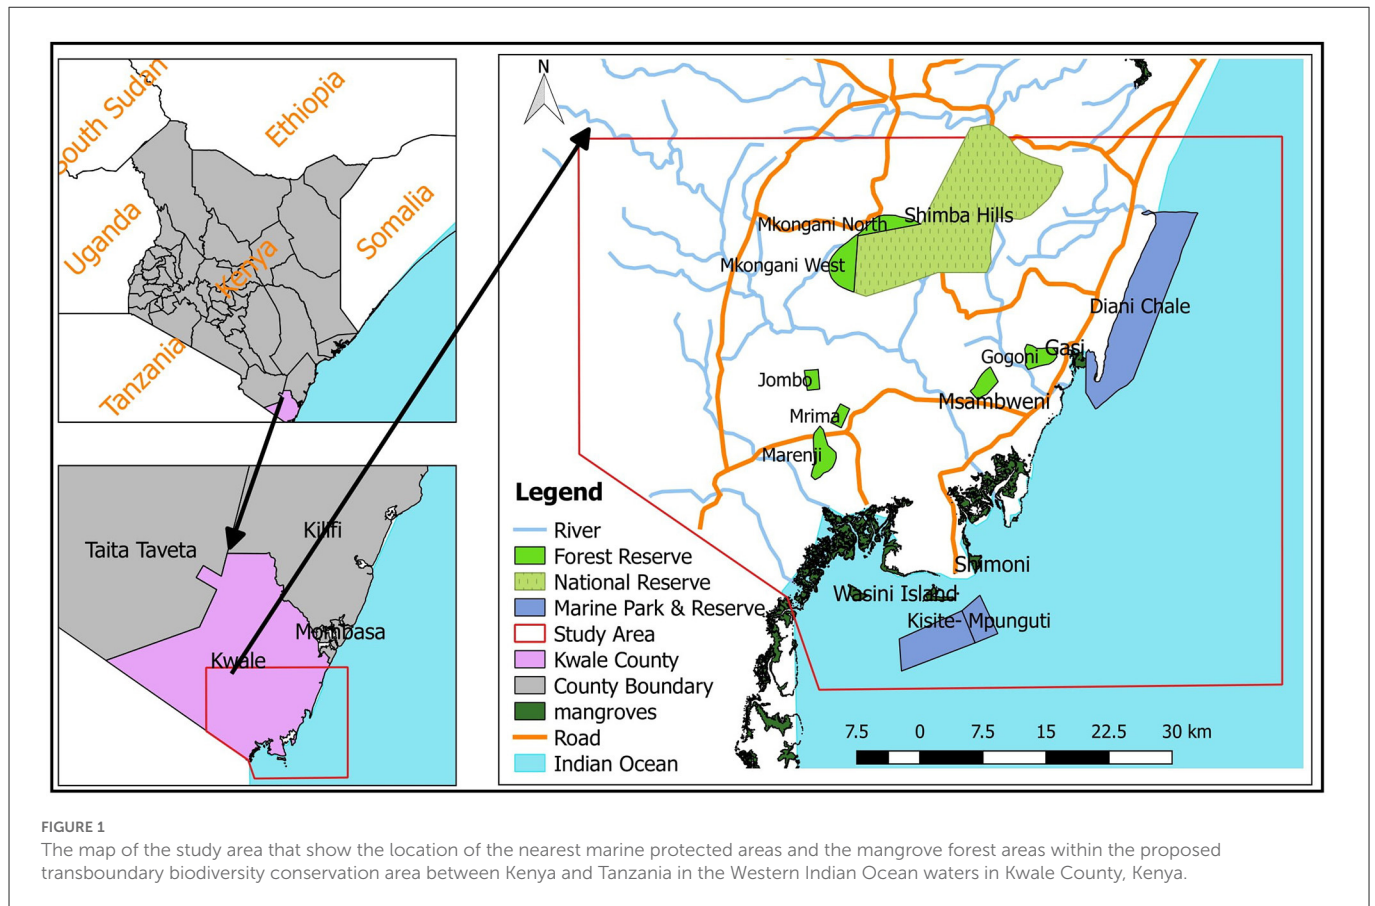 South Sudan
Ethiopia
Uganda
Kenya
Somalia
Tanzania
Taita Taveta
Kilifi
Mombasa
Kwale
N
Shimba Hills
Mkongani North
Mkongani West
Diani Chale
Gogoni
Gasi
Jombo
Msambweni
Mrima
Marenji
Shimoni
Wasini Island
Kisite- Mpunguti
Legend
River
Forest Reserve
National Reserve
Marine Park & Reserve
Study Area
Kwale County
County Boundary
mangroves
Road
Indian Ocean
7.5 0 7.5 15 22.5 30 km
FIGURE 1
The map of the study area that show the location of the nearest marine protected areas and the mangrove forest areas within the proposed
transboundary biodiversity conservation area between Kenya and Tanzania in the Western Indian Ocean waters in Kwale County, Kenya.